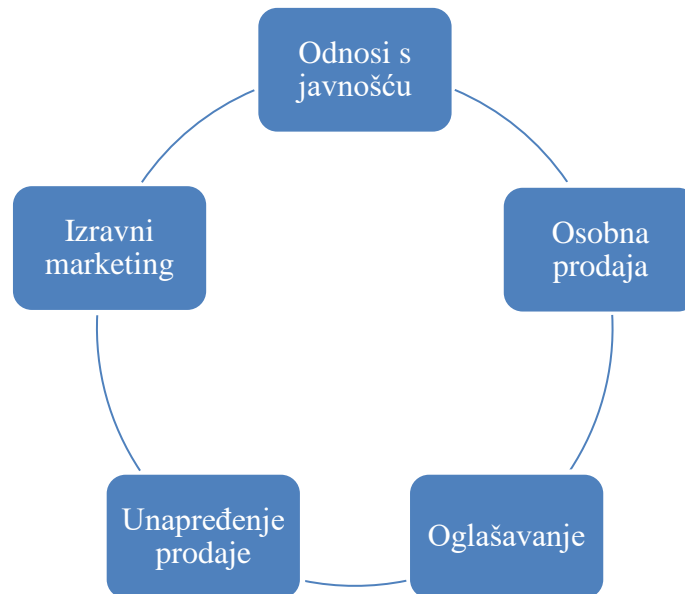 Odnosi s
javnošću
Osobna
prodaja
Oglašavanje
Unapređenje
prodaje
Izravni
marketing